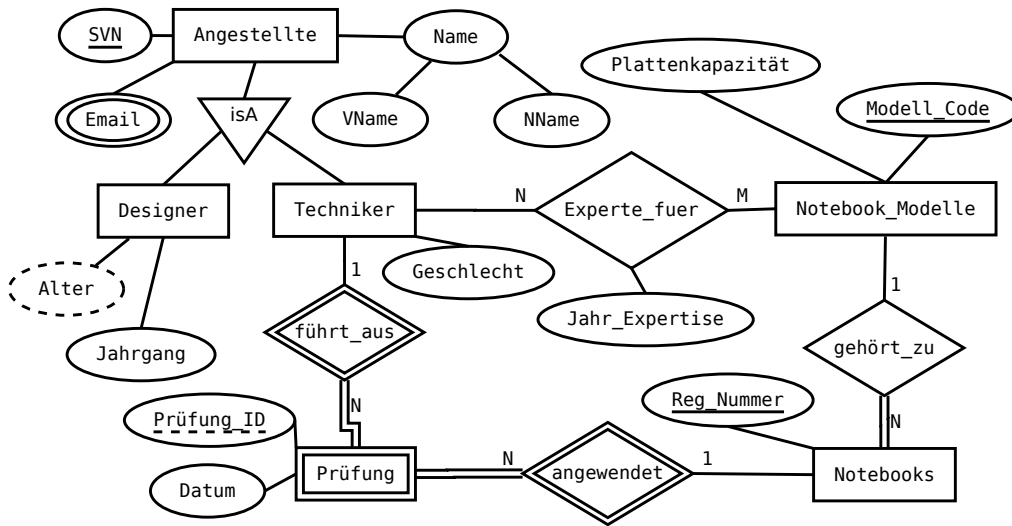 SVN
Angestellte
Name
Plattenkapazität
Email
isA
VName
NName
Modell_Code
Designer
Techniker
N
Experte_fuer
M
Notebook_Modelle
Alter
1
Geschlecht
1
Jahrgang
führt_aus
Jahr_Expertise
gehört_zu
Prüfung_ID
N
Reg_Nummer
N
Datum
Prüfung
N
angewendet
1
Notebooks